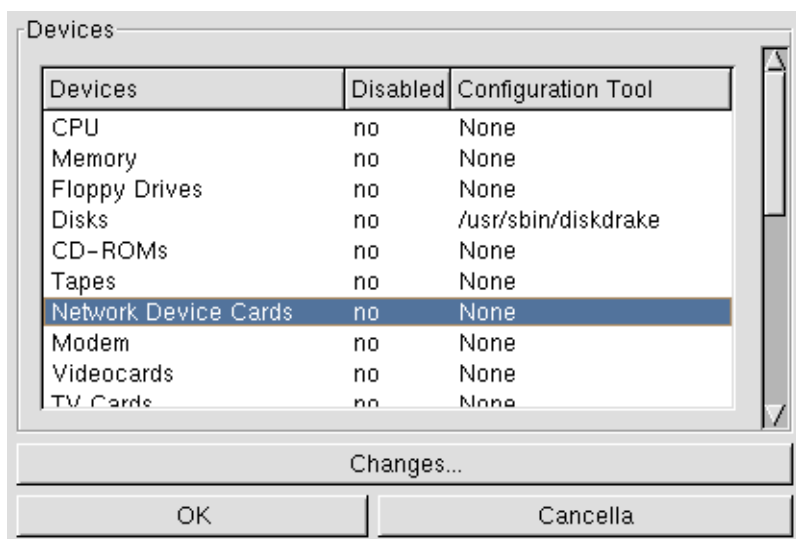 Devices
Devices Disabled Configuration Tool
CPU no None
Memory no None
Floppy Drives no None
Disks no /usr/sbin/diskdrake
CD-ROMs no None
Tapes no None
Network Device Cards no None
Modem no None
Videocards no None
TV Cards no None
Changes...
OK Cancella